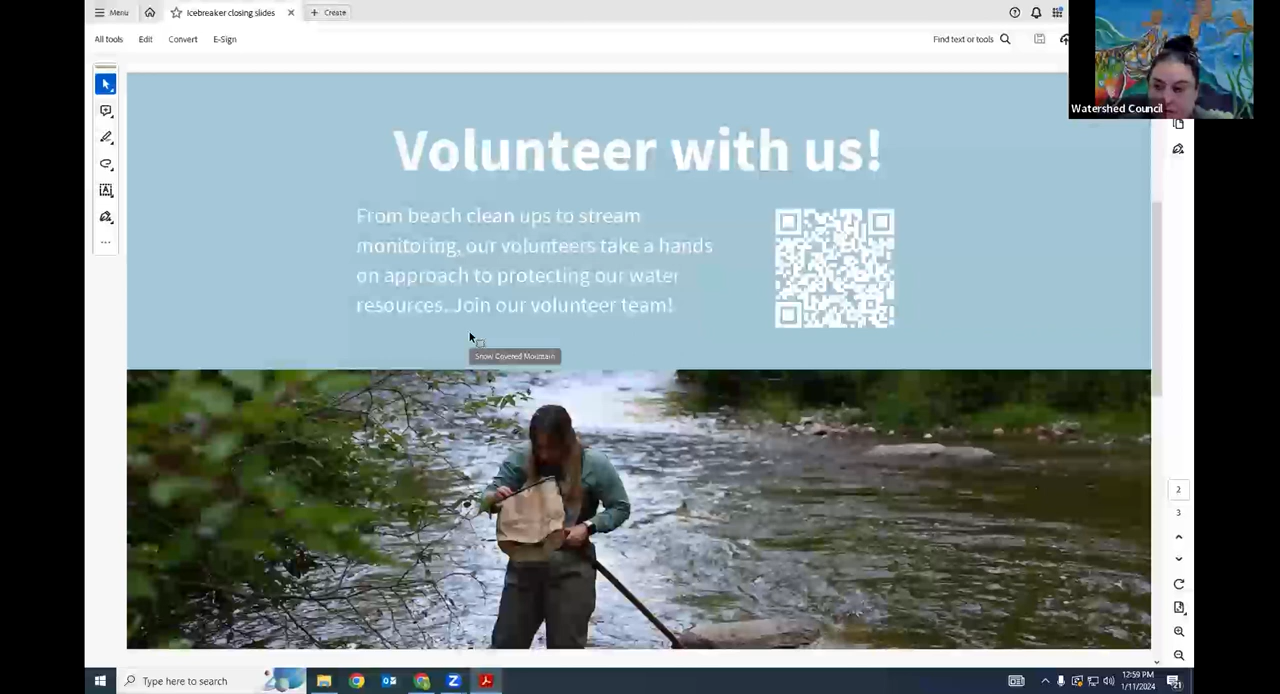 Menu
Icebreaker closing slides
Create
All tools
Edit
Convert
E-Sign
Find text or tools
Watershed Council
Volunteer with us!
From beach clean ups to stream
monitoring, our volunteers take a hands
on approach to protecting our water
resources. Join our volunteer team!
Snow Covered Mountain
2
3
Type here to search
12:59 PM
1/11/2024
21